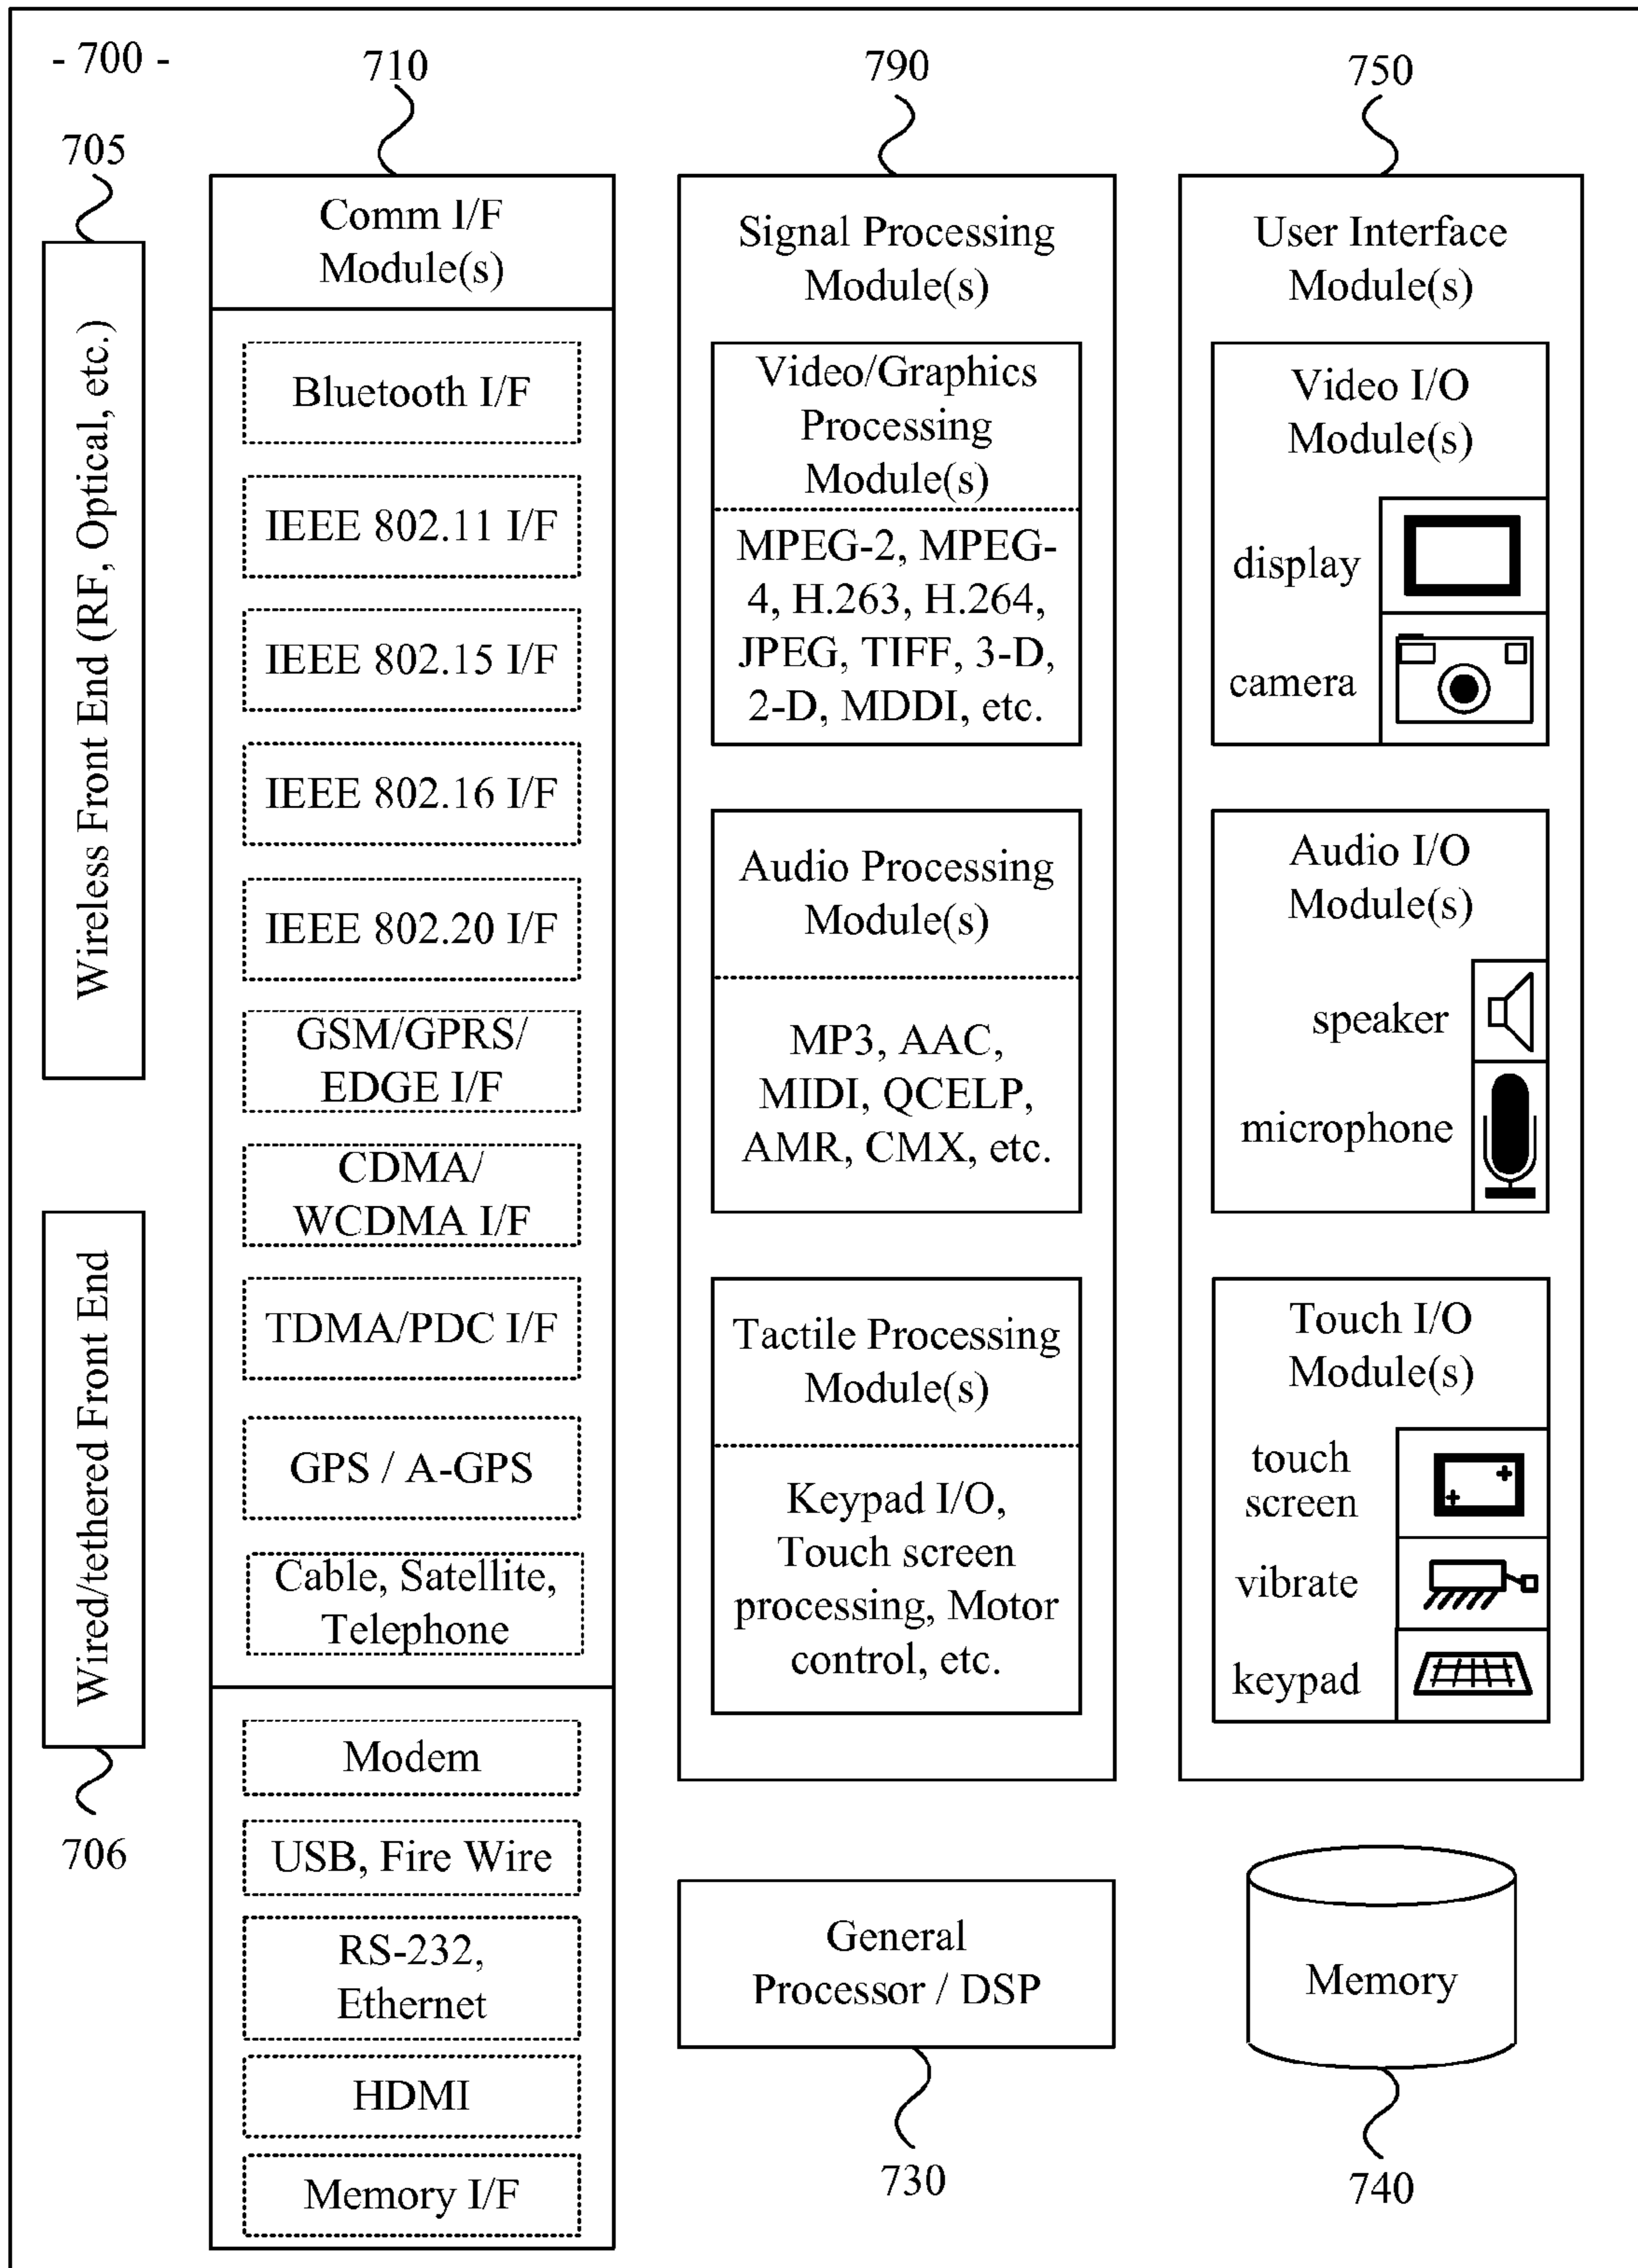 - 700 -
705
Wireless Front End (RF, Optical, etc.)
Wired/tethered Front End
706
710
Comm I/F
Module(s)
Bluetooth I/F
IEEE 802.11 I/F
IEEE 802.15 I/F
IEEE 802.16 I/F
IEEE 802.20 I/F
GSM/GPRS/
EDGE I/F
CDMA/
WCDMA I/F
TDMA/PDC I/F
GPS / A-GPS
Cable, Satellite,
Telephone
Modem
USB, Fire Wire
RS-232,
Ethernet
HDMI
Memory I/F
790
Signal Processing
Module(s)
Video/Graphics
Processing
Module(s)
MPEG-2, MPEG-
4, H.263, H.264,
JPEG, TIFF, 3-D,
2-D, MDDI, etc.
Audio Processing
Module(s)
MP3, AAC,
MIDI, QCELP,
AMR, CMX, etc.
Tactile Processing
Module(s)
Keypad I/O,
Touch screen
processing, Motor
control, etc.
General
Processor / DSP
730
750
User Interface
Module(s)
Video I/O
Module(s)
display
camera
Audio I/O
Module(s)
speaker
microphone
Touch I/O
Module(s)
touch
screen
vibrate
keypad
Memory
740